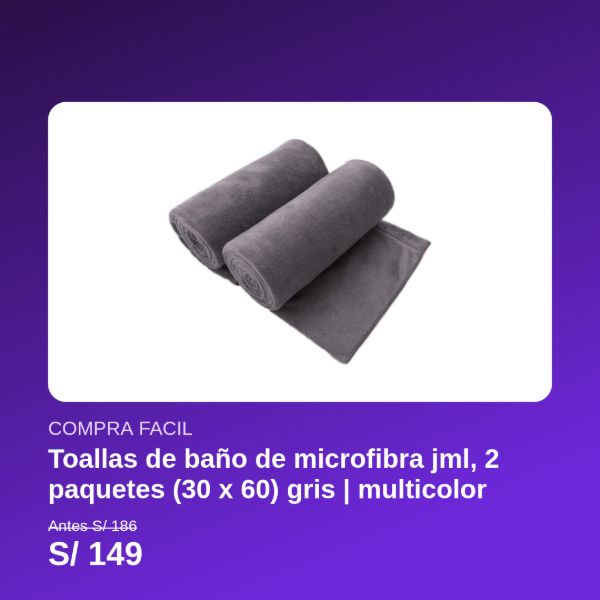 COMPRA FACIL
Toallas de baño de microfibra jml, 2
paquetes (30 x 60) gris | multicolor
Antes S/ 186
S/ 149